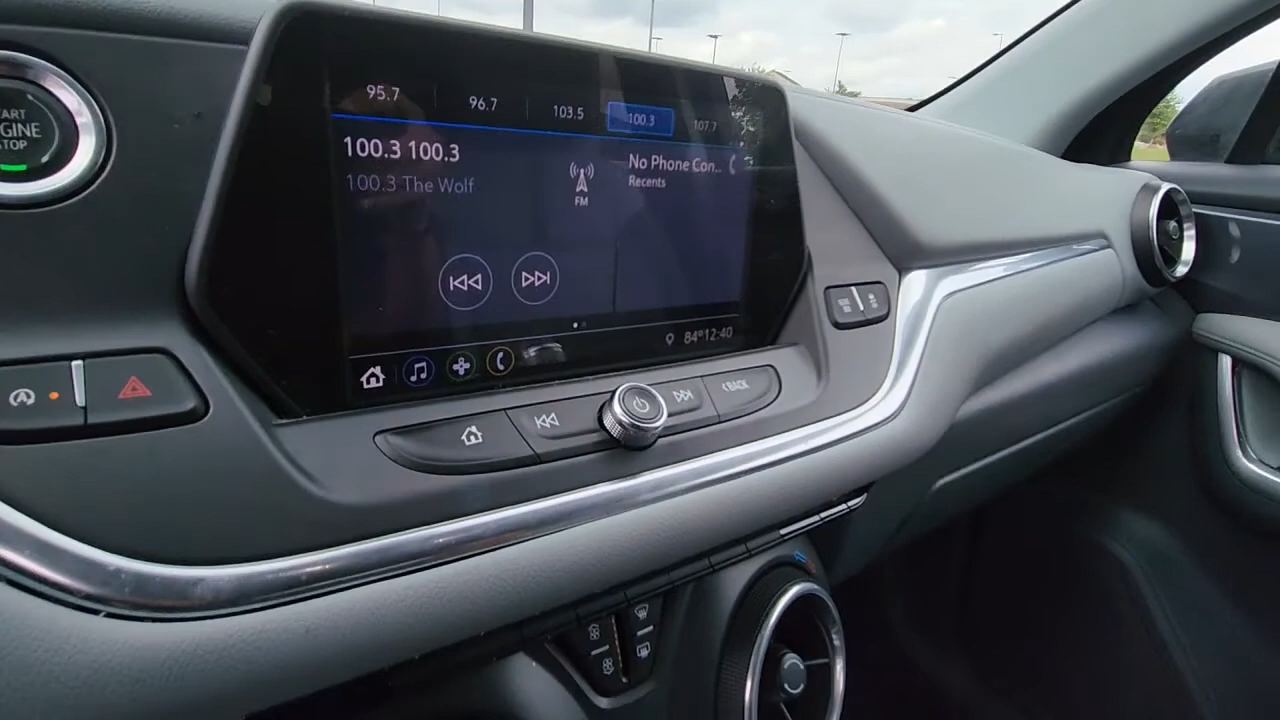 START
ENGINE
STOP
95.7
96.7
103.5
100.3
107.7
100.3 100.3
100.3 The Wolf
FM
No Phone Con..
Recents
84° 12:40
BACK